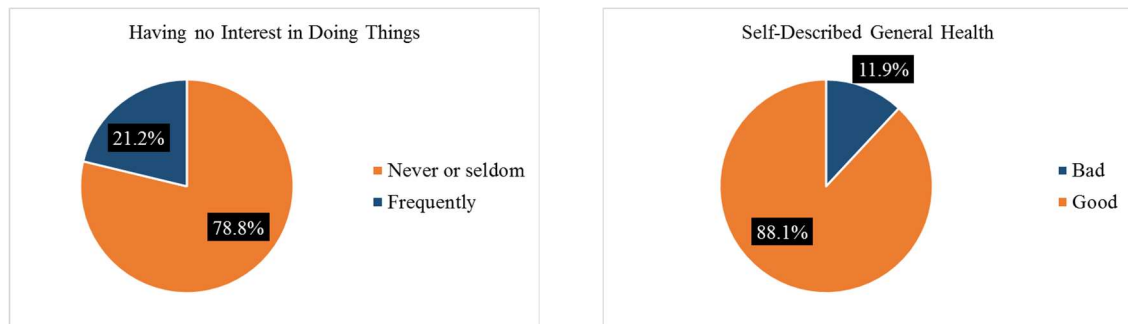 Having no Interest in Doing Things
21.2%
78.8%
Never or seldom
Frequently
Self-Described General Health
11.9%
88.1%
Bad
Good